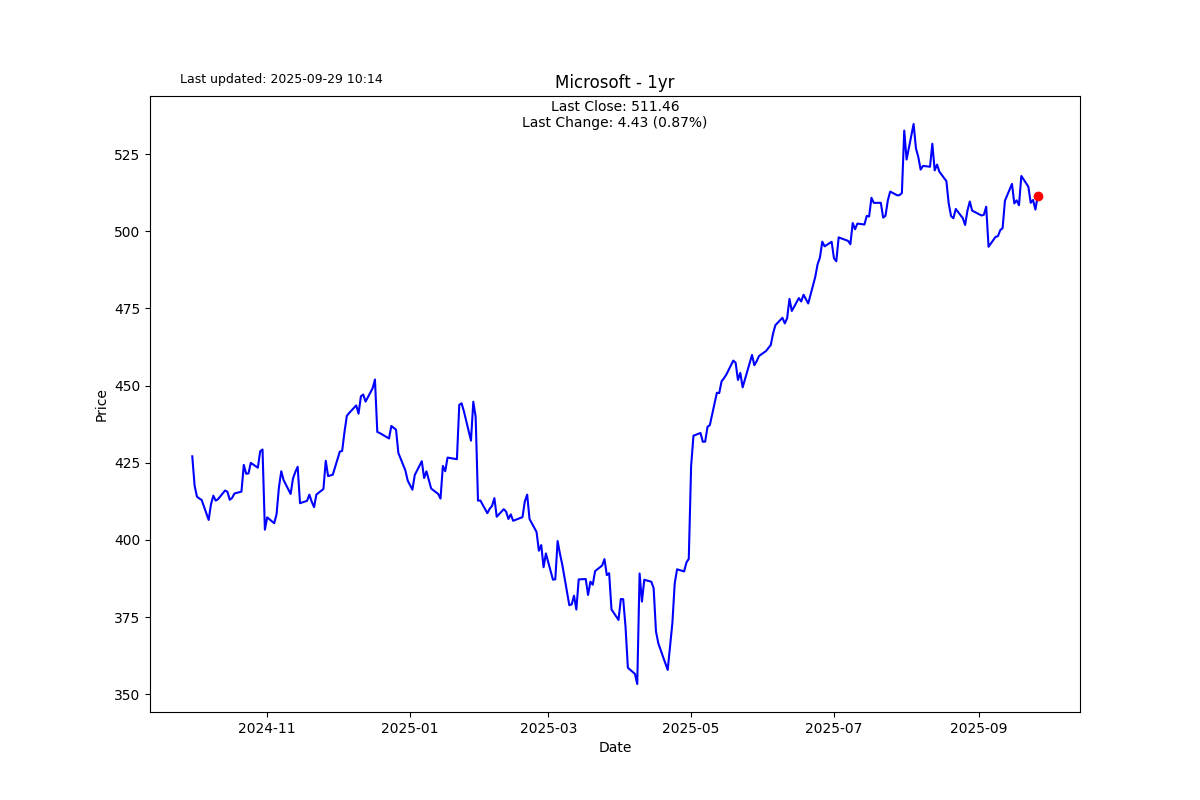 Last updated: 2025-09-29 10:14
Microsoft - 1yr
Last Close: 511.46
Last Change: 4.43 (0.87%)
Price
525
500
475
450
425
400
375
350
2024-11
2025-01
2025-03
2025-05
2025-07
2025-09
Date